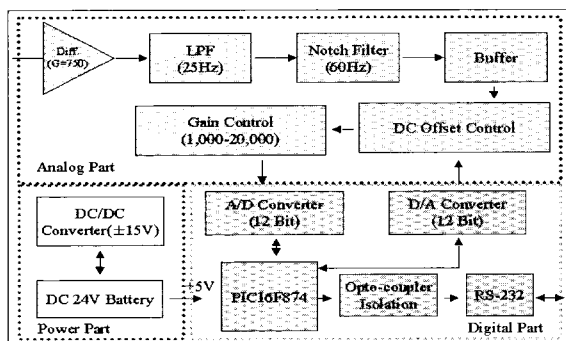 Diff.
(G=750)
LPF
(25Hz)
Notch Filter
(60Hz)
Buffer
Gain Control
(1,000-20,000)
DC Offset Control
Analog Part
DC/DC
Converter(±15V)
A/D Converter
(12 Bit)
D/A Converter
(12 Bit)
DC 24V Battery
+5V
PIC16F874
Opto-coupler
Isolation
RS-232
Power Part
Digital Part